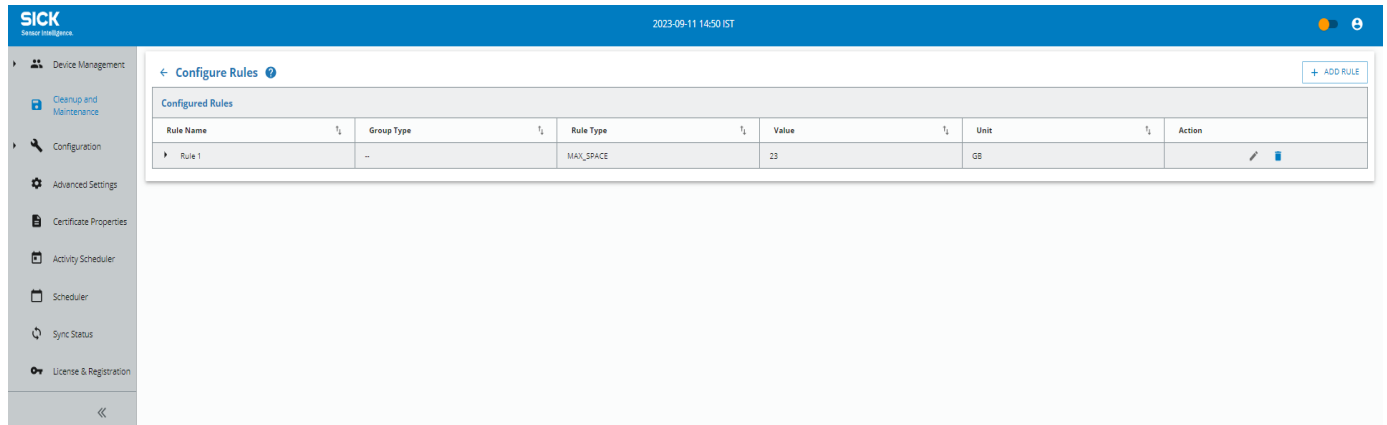 SICK
Sensor Intelligence.
2023-09-11 14:50 IST
Device Management
Cleanup and
Maintenance
Configuration
Advanced Settings
Certificate Properties
Activity Scheduler
Scheduler
Sync Status
License & Registration
← Configure Rules ?
+ ADD RULE
Configured Rules
Rule Name Group Type Rule Type Value Unit Action
Rule 1 -- MAX_SPACE 23 GB